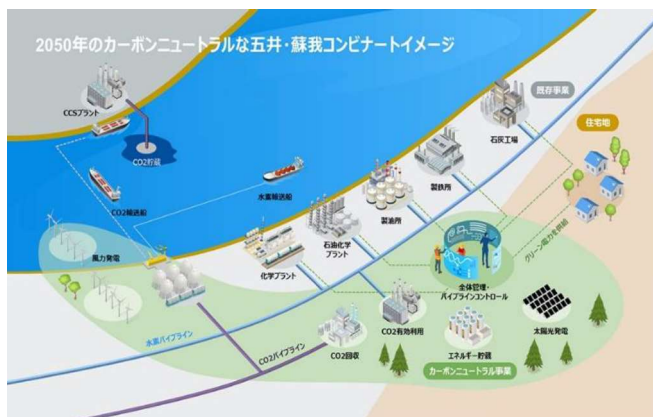 2050年のカーボンニュートラルな五井・蘇我コンビナートイメージ
CCSプラント
CO2貯蔵
CO2輸送船
水素輸送船
風力発電
化学プラント
石油化学
プラント
製油所
製鉄所
石灰工場
既存事業
住宅地
グリーン電力を供給
全体管理・
パイプラインコントロール
水素パイプライン
CO2パイプライン
CO2回収
CO2有効利用
エネルギー貯蔵
太陽光発電
カーボンニュートラル事業